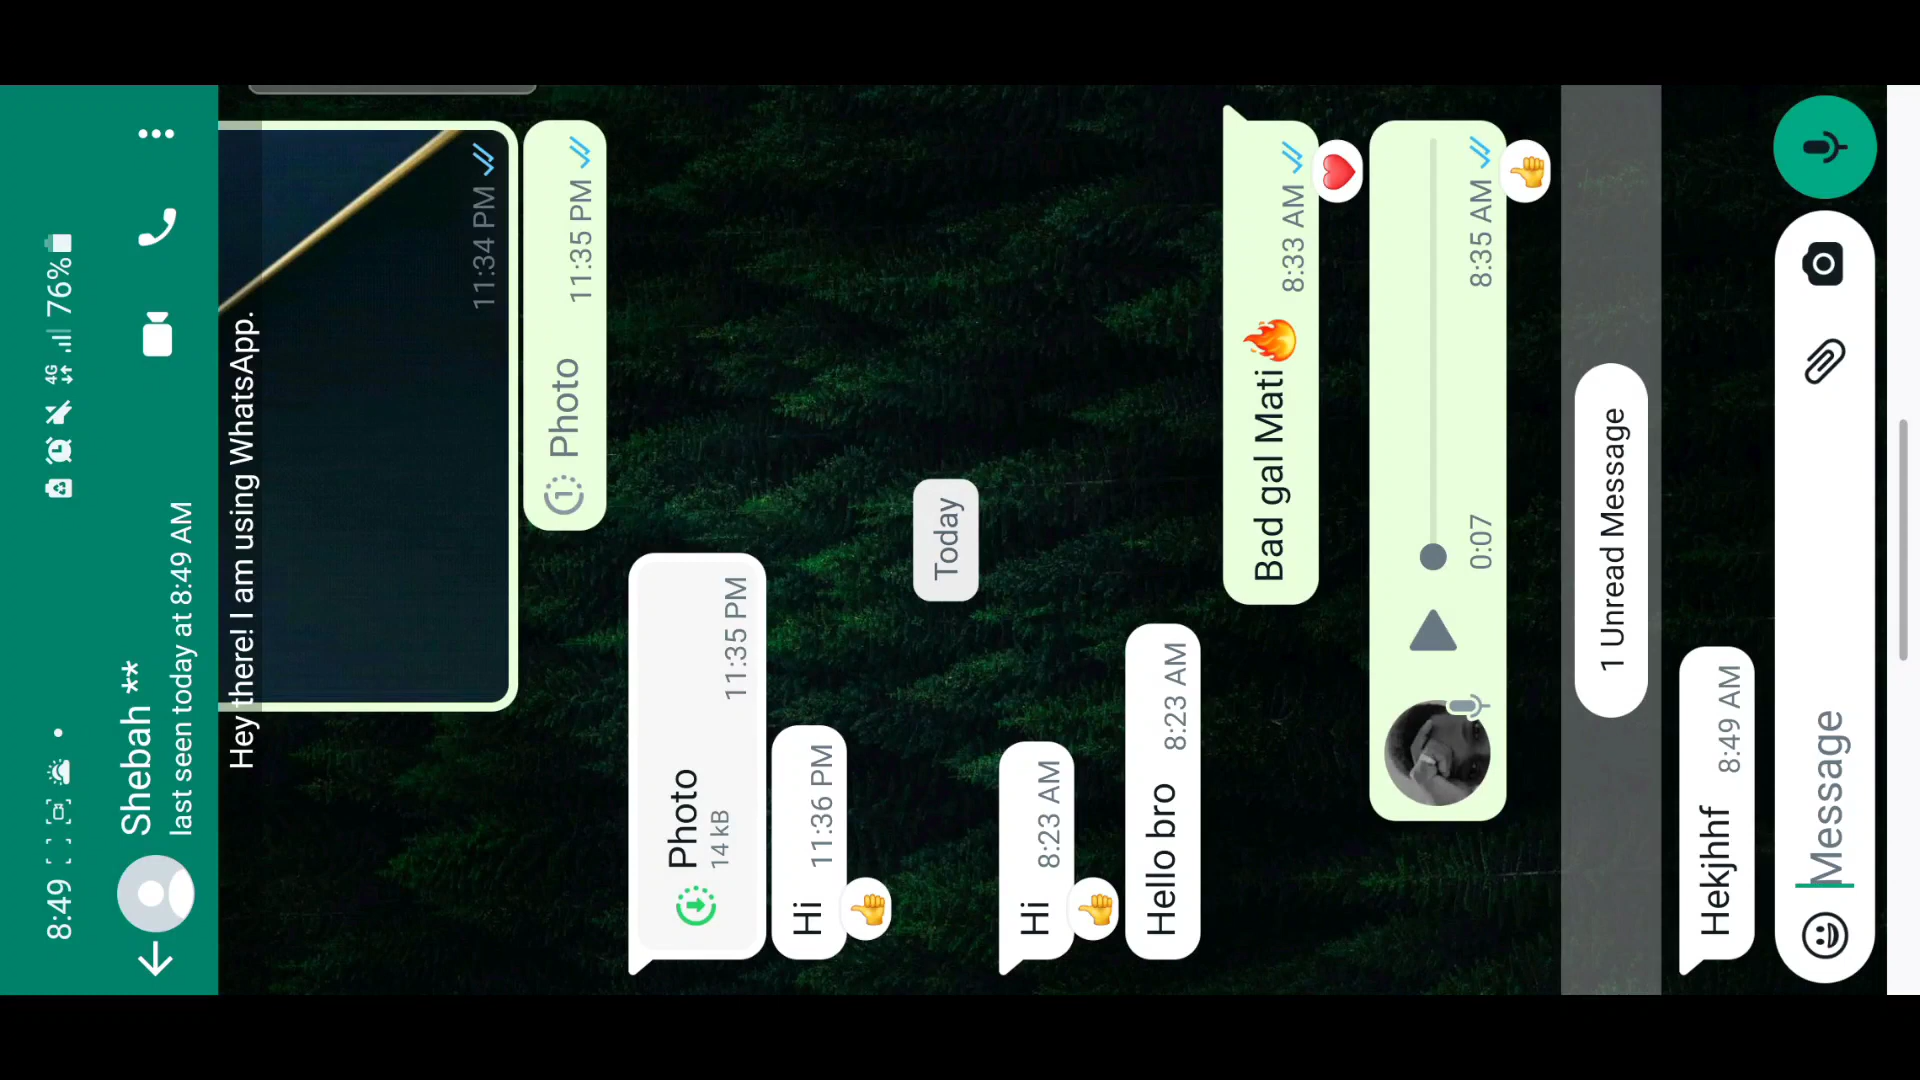 8:49
4G 76%
Shebah **
last seen today at 8:49 AM
Hey there! I am using WhatsApp.
11:34 PM
1 Photo 11:35 PM
Photo
14 kB 11:35 PM
Hi 11:36 PM
Today
Hi 8:23 AM
Hello bro 8:23 AM
Bad gal Mati 🔥 8:33 AM
0:07 8:35 AM
1 Unread Message
Hekjhhf 8:49 AM
Message